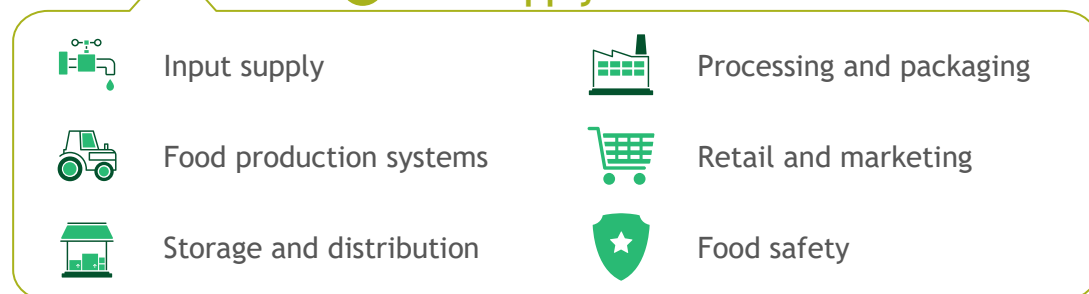 Input supply
Food production systems
Storage and distribution
Processing and packaging
Retail and marketing
Food safety